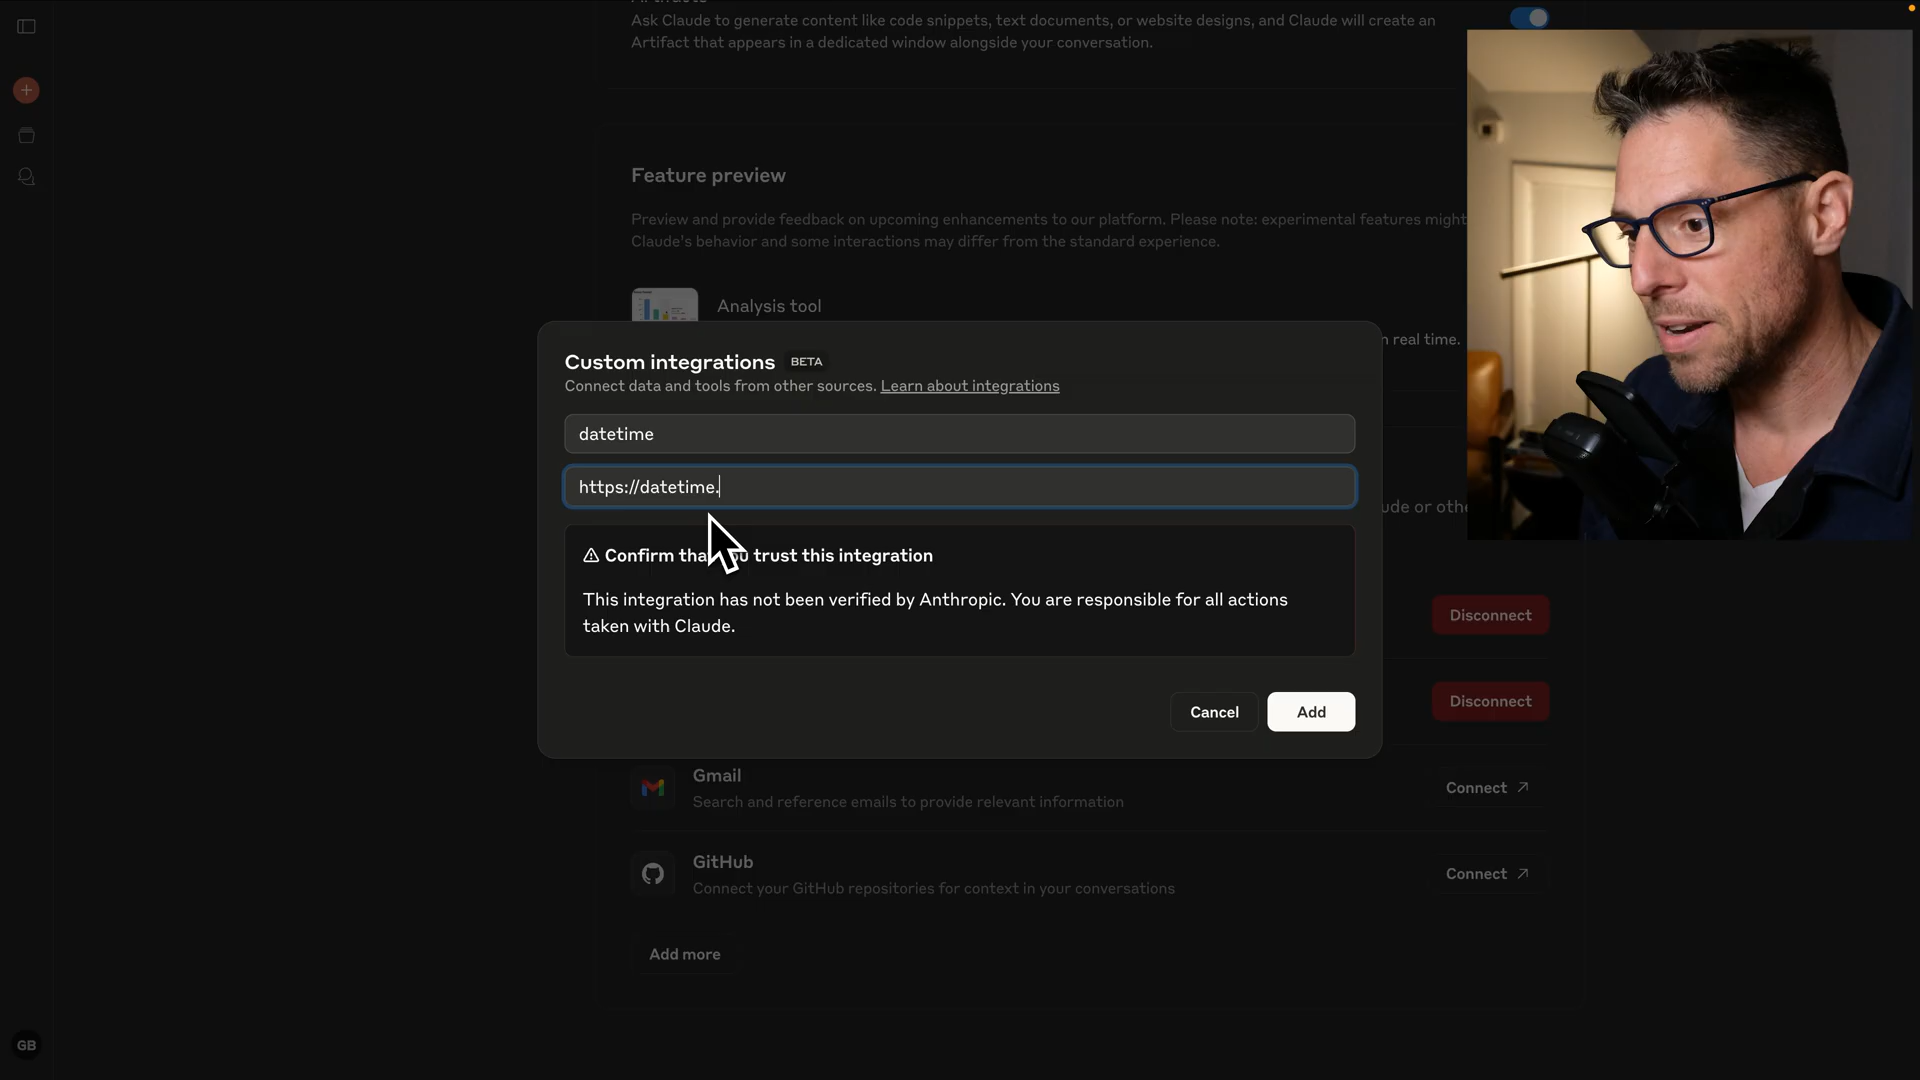 Ask Claude to generate content like code snippets, text documents, or website designs, and Claude will create an
Artifact that appears in a dedicated window alongside your conversation.
Feature preview
Preview and provide feedback on upcoming enhancements to our platform. Please note: experimental features might
Claude's behavior and some interactions may differ from the standard experience.
Analysis tool
n real time.
Custom integrations BETA
Connect data and tools from other sources. Learn about integrations
datetime
https://datetime.
ude or othe
Confirm tha ou trust this integration
This integration has not been verified by Anthropic. You are responsible for all actions
taken with Claude.
Disconnect
Disconnect
Cancel Add
Gmail
Search and reference emails to provide relevant information
Connect
GitHub
Connect your GitHub repositories for context in your conversations
Connect
Add more
GB